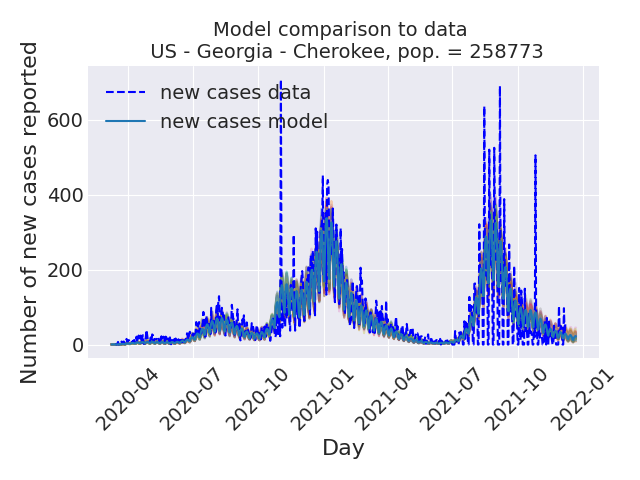 Model comparison to data
US - Georgia - Cherokee, pop. = 258773
Number of new cases reported
600
400
200
0
new cases data
new cases model
2020-04
2020-07
2020-10
2021-01
2021-04
2021-07
2021-10
2022-01
Day